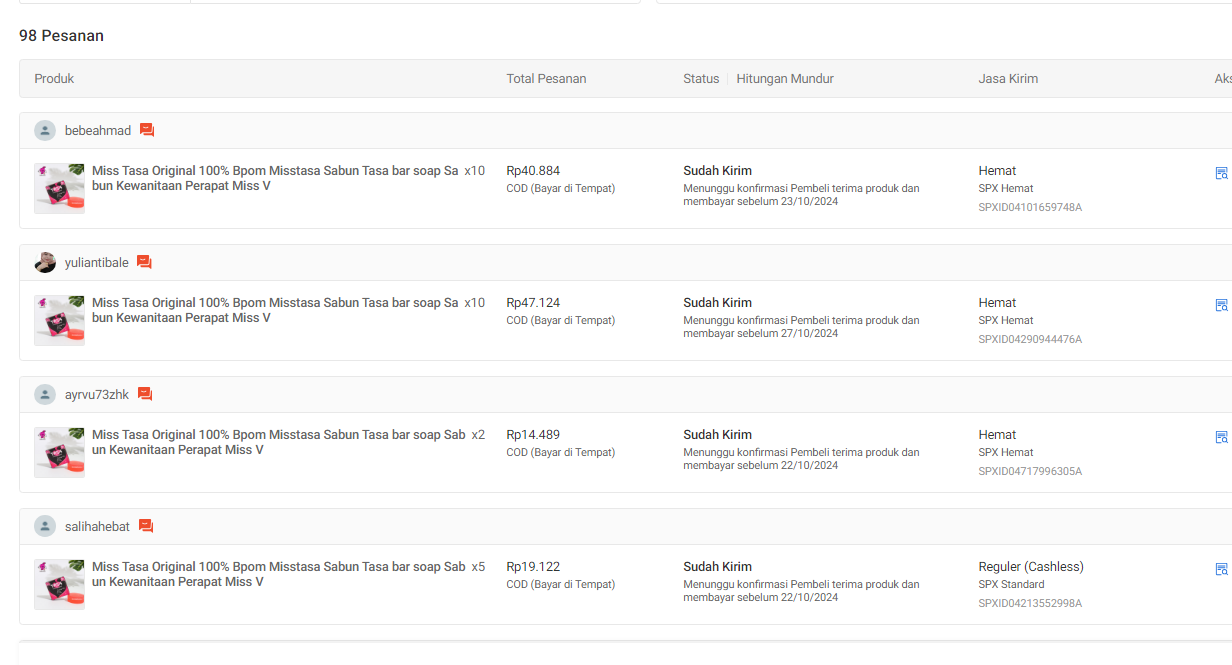 98 Pesanan
Produk Total Pesanan Status Hitungan Mundur Jasa Kirim Aks
bebeahmad
Miss Tasa Original 100% Bpom Misstasa Sabun Tasa bar soap Sa x10 Rp40.884 Sudah Kirim Hemat
bun Kewanitaan Perapat Miss V COD (Bayar di Tempat) Menunggu konfirmasi Pembeli terima produk dan SPX Hemat
membayar sebelum 23/10/2024 SPXID04101659748A
yuliantibale
Miss Tasa Original 100% Bpom Misstasa Sabun Tasa bar soap Sa x10 Rp47.124 Sudah Kirim Hemat
bun Kewanitaan Perapat Miss V COD (Bayar di Tempat) Menunggu konfirmasi Pembeli terima produk dan SPX Hemat
membayar sebelum 27/10/2024 SPXID04290944476A
ayrvu73zhk
Miss Tasa Original 100% Bpom Misstasa Sabun Tasa bar soap Sab x2 Rp14.489 Sudah Kirim Hemat
un Kewanitaan Perapat Miss V COD (Bayar di Tempat) Menunggu konfirmasi Pembeli terima produk dan SPX Hemat
membayar sebelum 22/10/2024 SPXID04717996305A
salihahebat
Miss Tasa Original 100% Bpom Misstasa Sabun Tasa bar soap Sab x5 Rp19.122 Sudah Kirim Reguler (Cashless)
un Kewanitaan Perapat Miss V COD (Bayar di Tempat) Menunggu konfirmasi Pembeli terima produk dan SPX Standard
membayar sebelum 22/10/2024 SPXID04213552998A